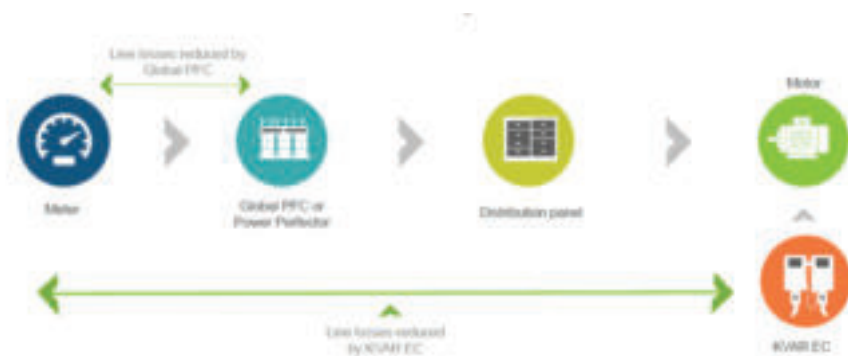 Line losses reduced by
Global PFC
Motor
Meter
Global PFC or
Power Perfector
Distribution panel
Line losses reduced
by KVAR EC
KVAR EC